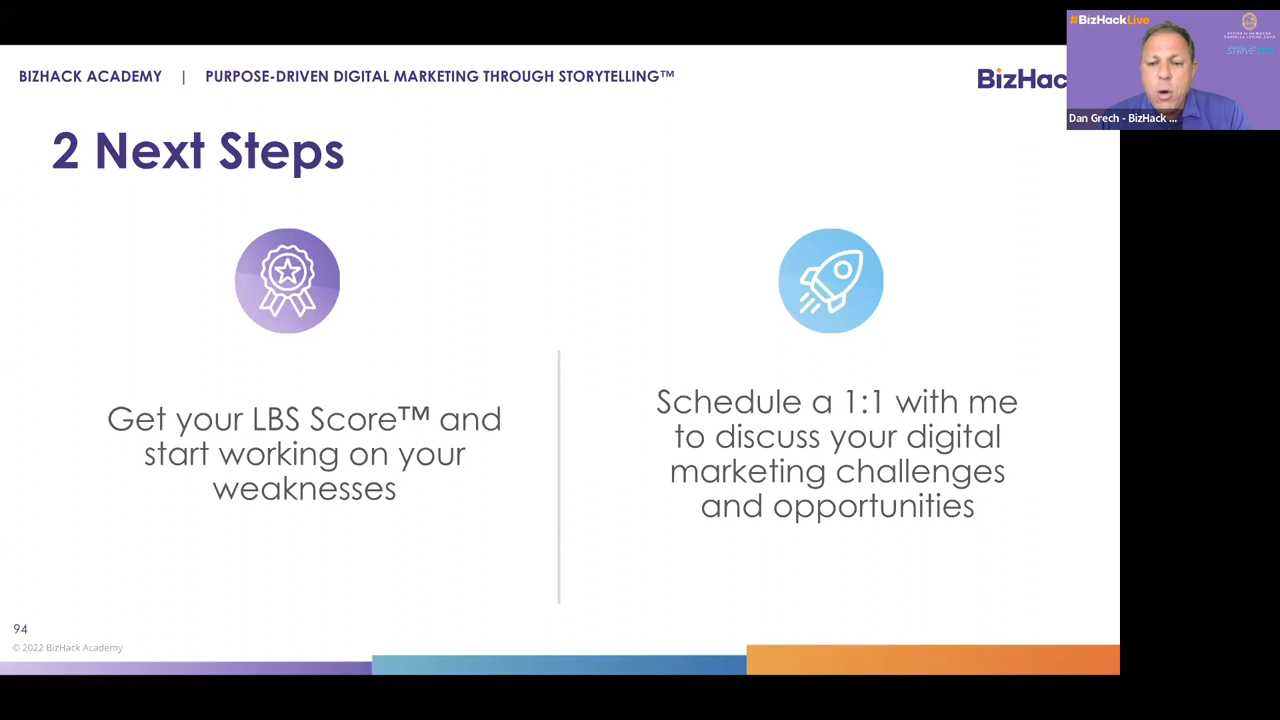 BIZHACK ACADEMY | PURPOSE-DRIVEN DIGITAL MARKETING THROUGH STORYTELLING™
BizHac
#BizHackLive
Dan Grech - BizHack ...
2 Next Steps
Get your LBS Score™ and
start working on your
weaknesses
Schedule a 1:1 with me
to discuss your digital
marketing challenges
and opportunities
94
© 2022 BizHack Academy